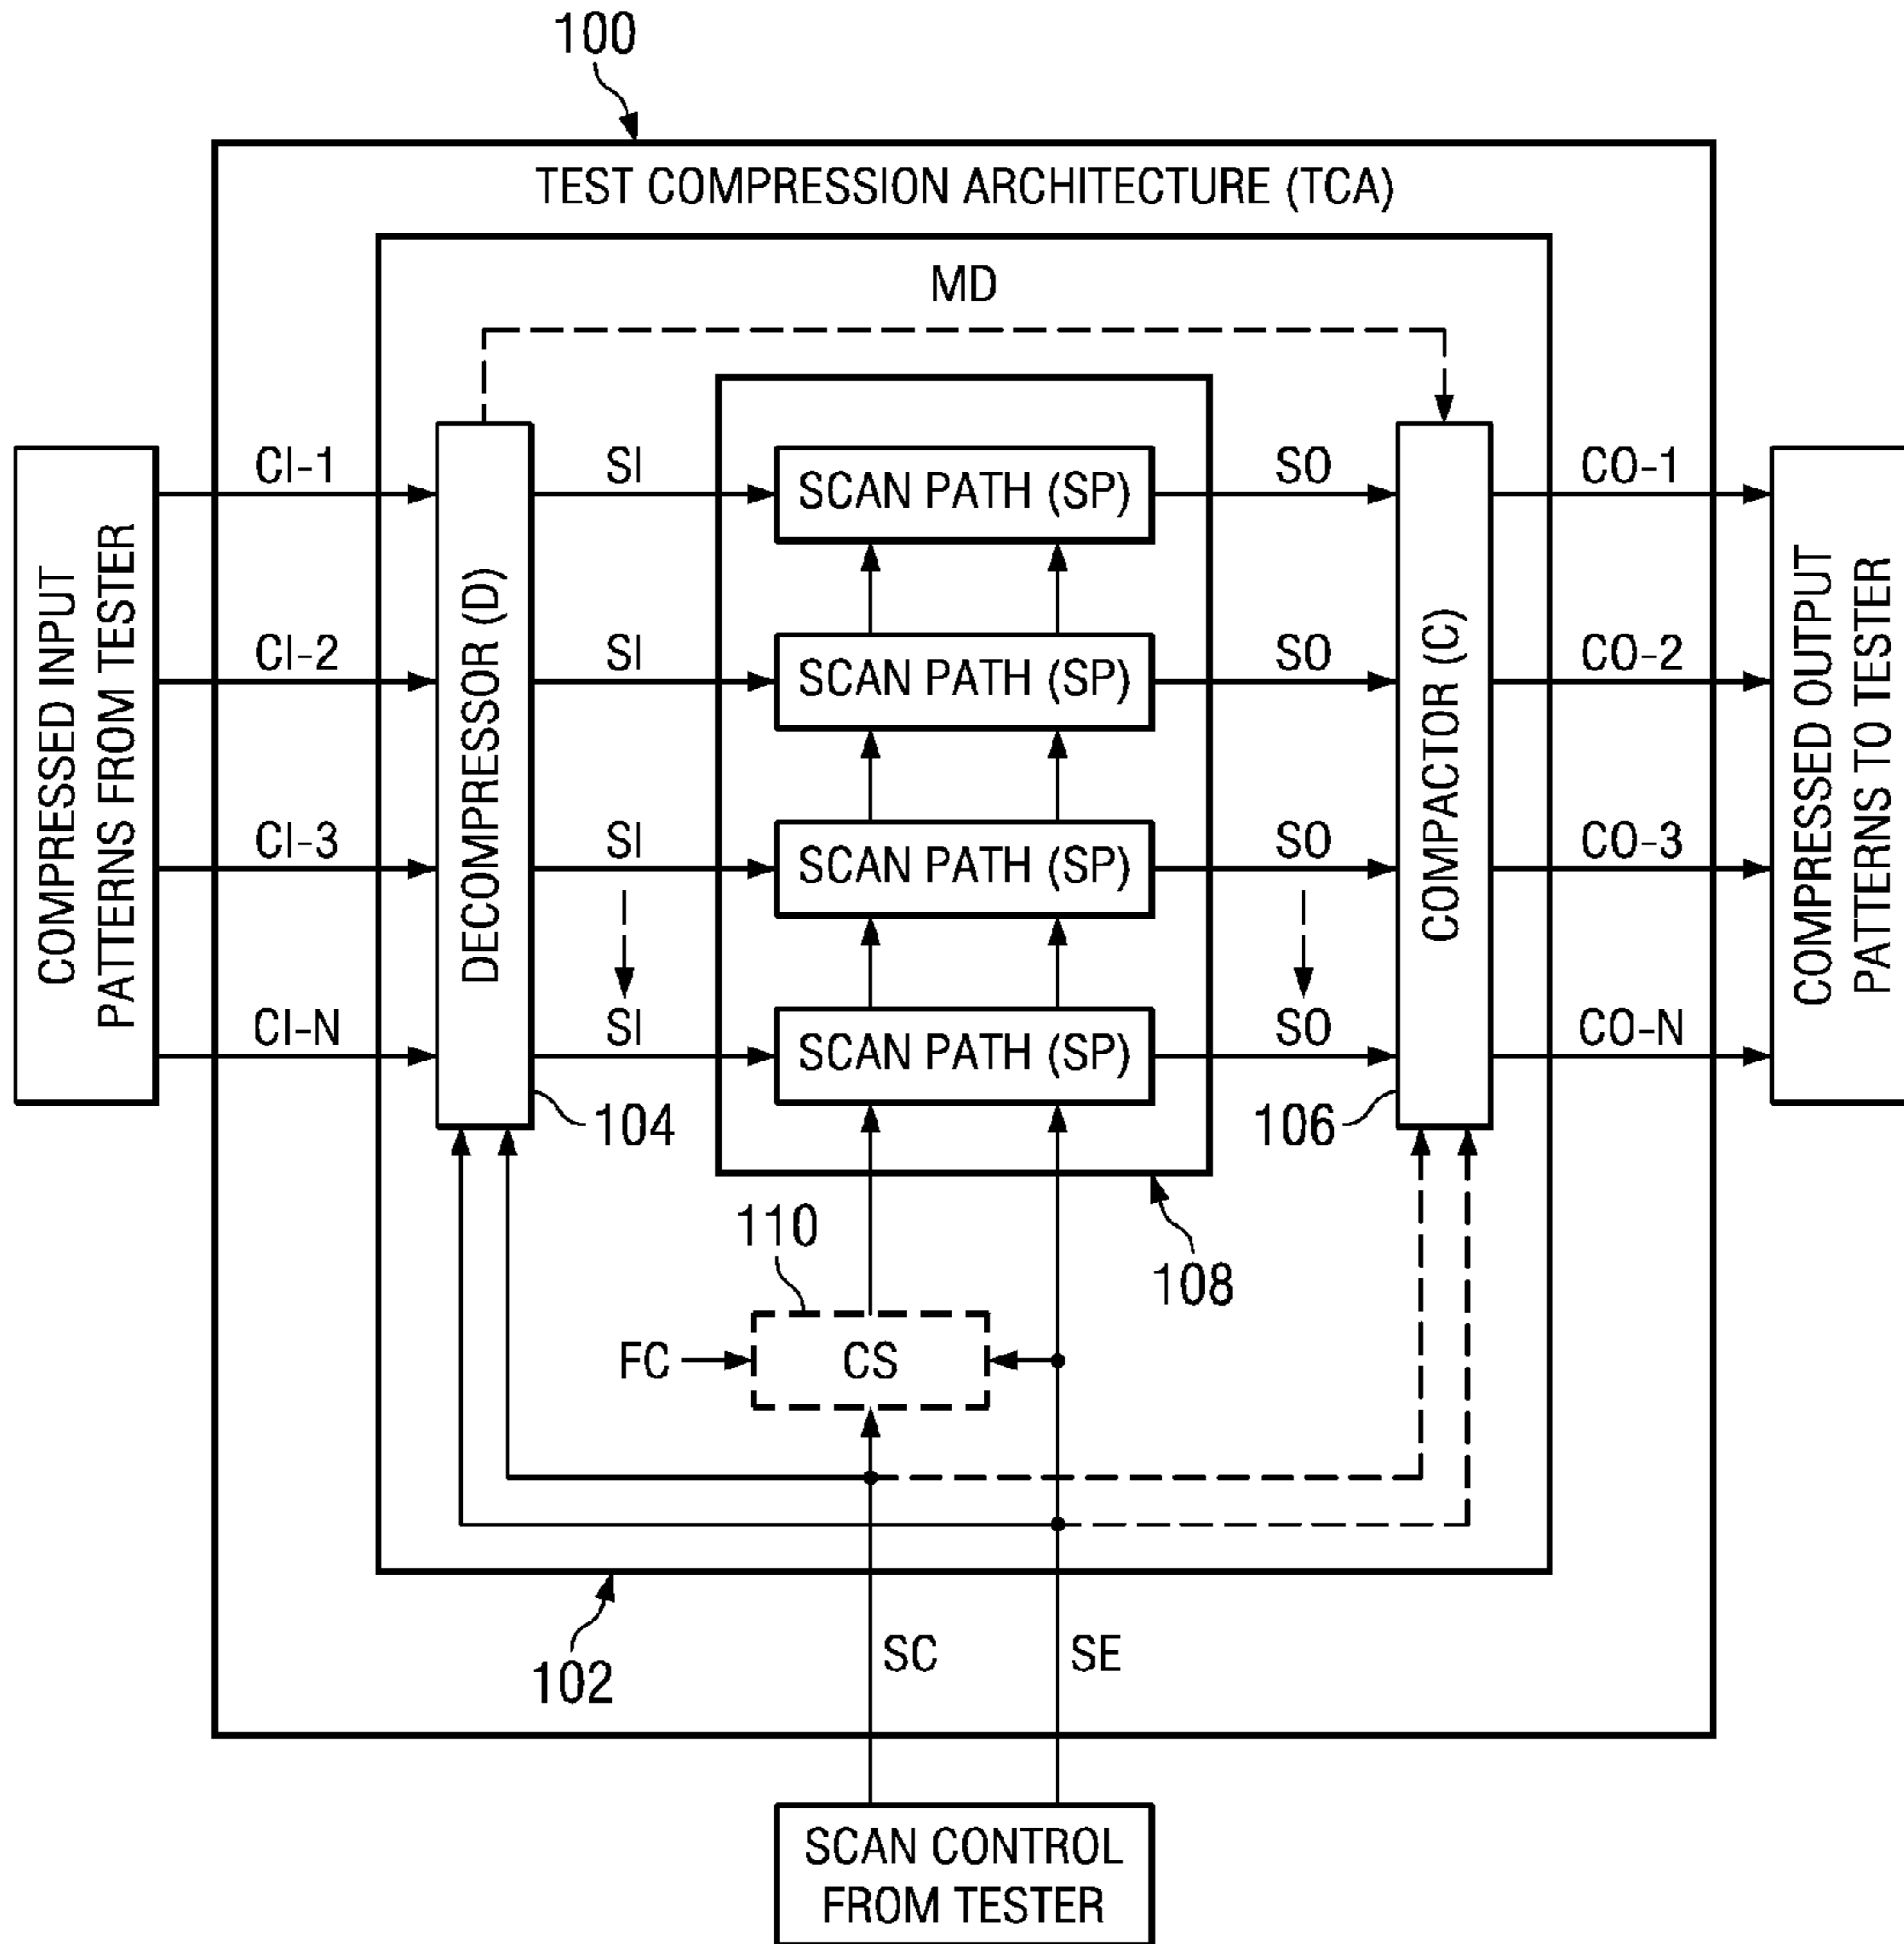 100
TEST COMPRESSION ARCHITECTURE (TCA)
MD
COMPRESSED INPUT
PATTERNS FROM TESTER
CI-1
CI-2
CI-3
CI-N
DECOMPRESSOR (D)
SI
SI
SI
SI
SCAN PATH (SP)
SCAN PATH (SP)
SCAN PATH (SP)
SCAN PATH (SP)
SO
SO
SO
SO
COMPACTOR (C)
CO-1
CO-2
CO-3
CO-N
COMPRESSED OUTPUT
PATTERNS TO TESTER
104
106
110
108
FC
CS
102
SC
SE
SCAN CONTROL
FROM TESTER